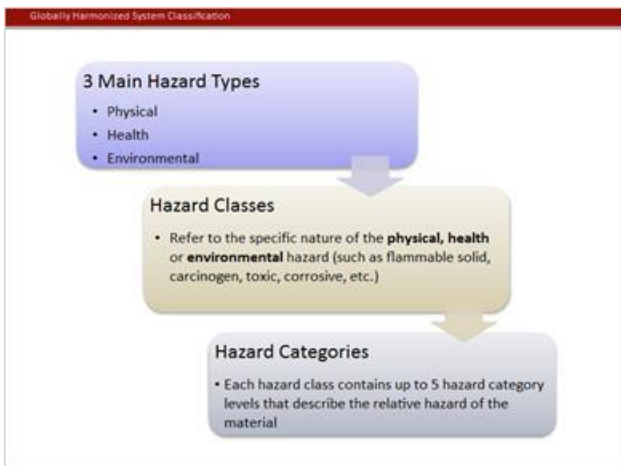 Globally Harmonized System Classification
3 Main Hazard Types
• Physical
• Health
• Environmental
Hazard Classes
• Refer to the specific nature of the physical, health
or environmental hazard (such as flammable solid,
carcinogen, toxic, corrosive, etc.)
Hazard Categories
• Each hazard class contains up to 5 hazard category
levels that describe the relative hazard of the
material